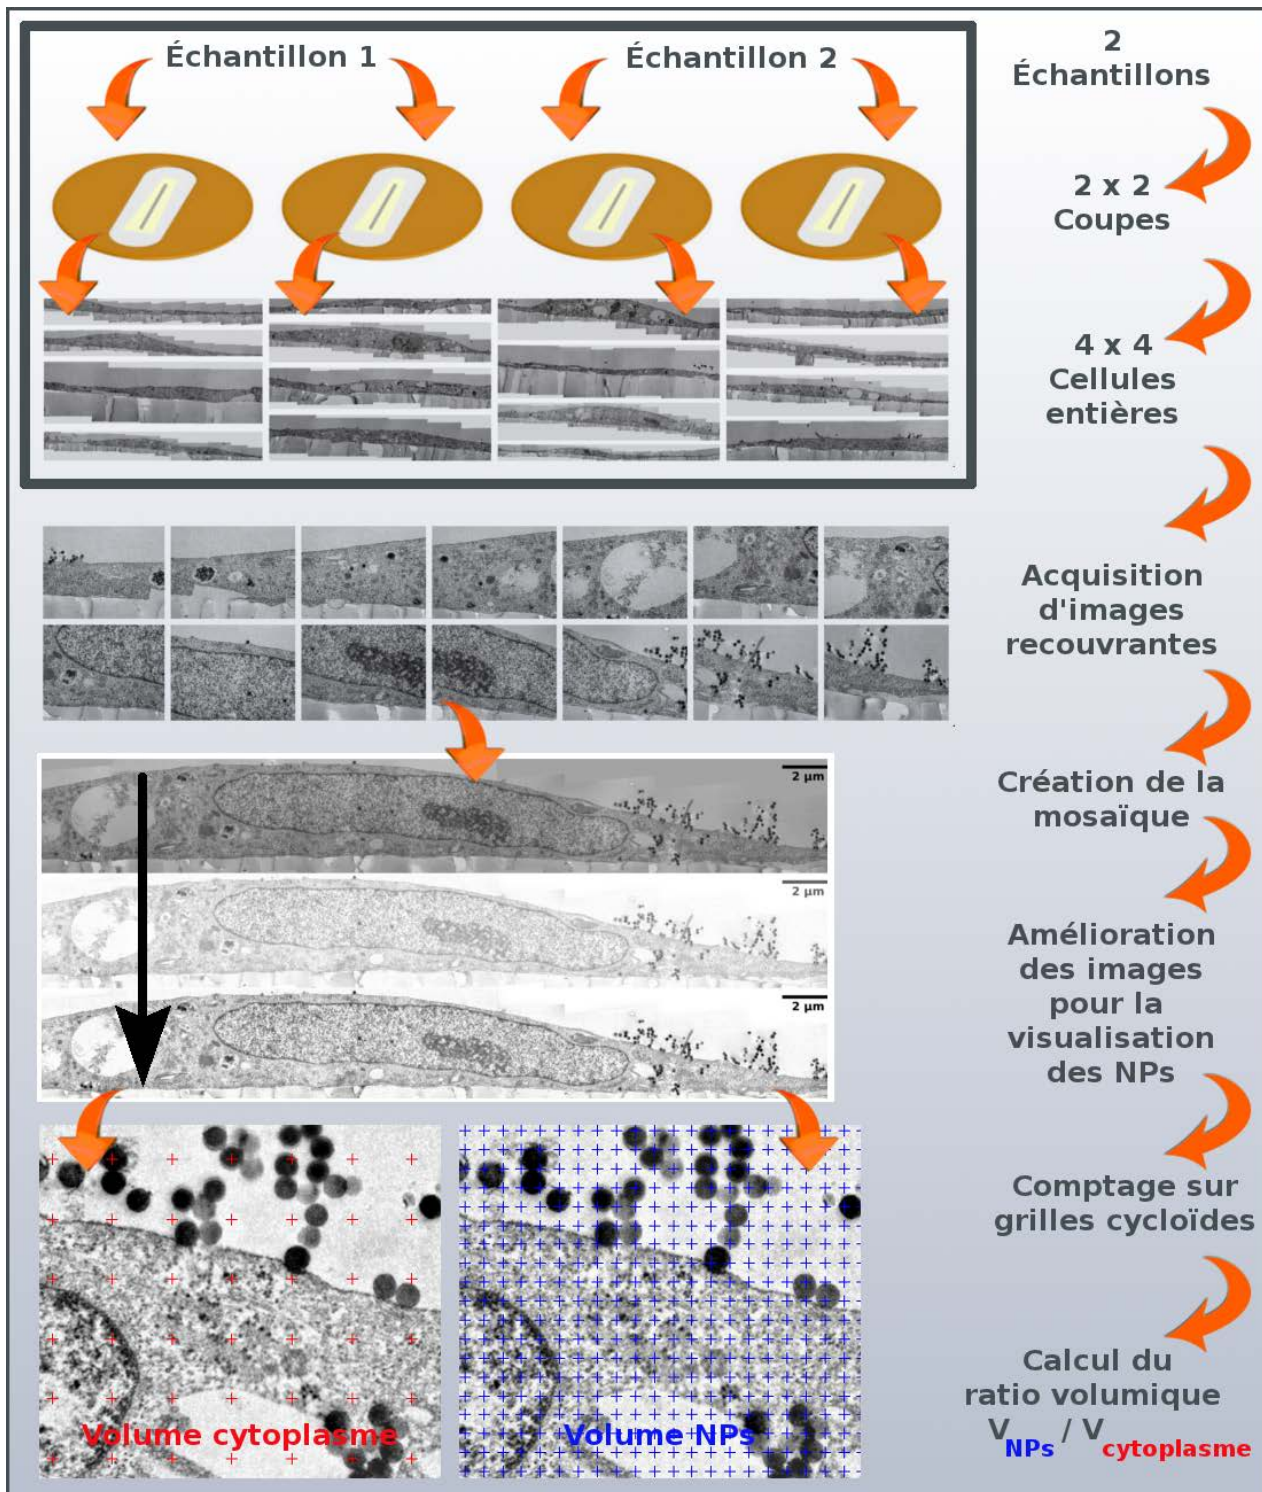 Échantillon 1
Échantillon 2
2
Échantillons
2 x 2
Coupes
4 x 4
Cellules
entières
Acquisition
d'images
recouvrantes
2 µm
Création de la
mosaïque
2 µm
Amélioration
des images
pour la
visualisation
des NPs
2 µm
Comptage sur
grilles cycloïdes
Calcul du
ratio volumique
V NPs / V cytoplasme
Volume cytoplasme
Volume NPs